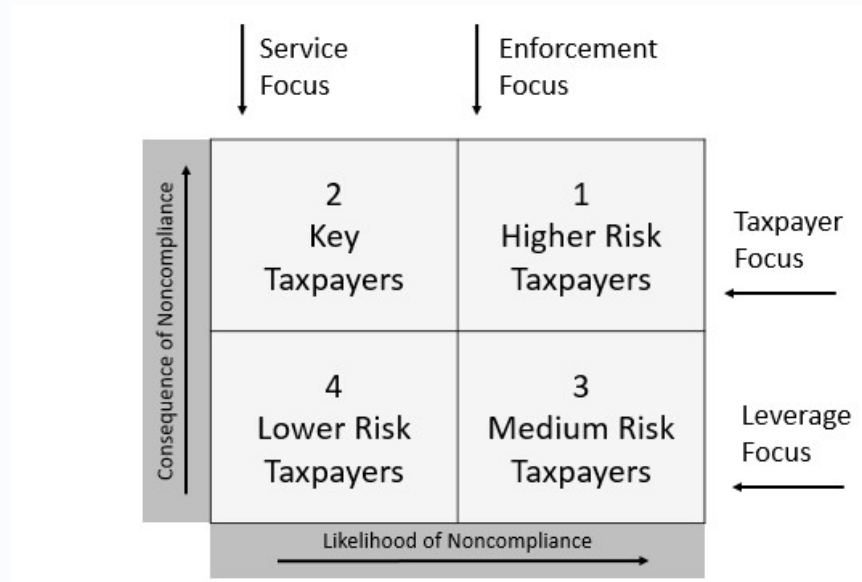 Service
Focus
Enforcement
Focus
Consequence of Noncompliance
2
Key
Taxpayers
1
Higher Risk
Taxpayers
Taxpayer
Focus
4
Lower Risk
Taxpayers
3
Medium Risk
Taxpayers
Leverage
Focus
Likelihood of Noncompliance